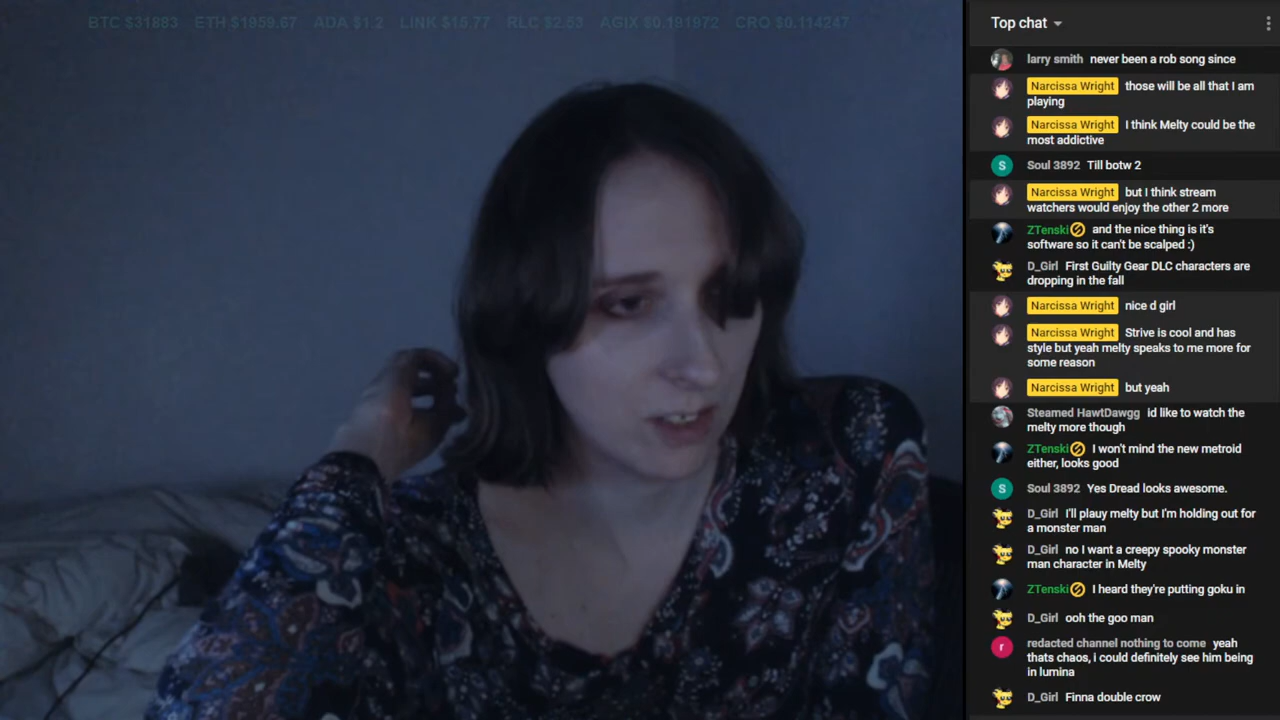 BTC $31883 ETH $1959.67 ADA $1.2 LINK $15.77 RLC $2.53 AGIX $0.191972 CRO $0.114247
Top chat
larry smith never been a rob song since
Narcissa Wright those will be all that I am
playing
Narcissa Wright I think Melty could be the
most addictive
S Soul 3892 Till botw 2
Narcissa Wright but I think stream
watchers would enjoy the other 2 more
ZTenski and the nice thing is it's
software so it can't be scalped :)
D_Girl First Guilty Gear DLC characters are
dropping in the fall
Narcissa Wright nice d girl
Narcissa Wright Strive is cool and has
style but yeah melty speaks to me more for
some reason
Narcissa Wright but yeah
Steamed HawtDawgg id like to watch the
melty more though
ZTenski I won't mind the new metroid
either, looks good
S Soul 3892 Yes Dread looks awesome.
D_Girl I'll plauy melty but I'm holding out for
a monster man
D_Girl no I want a creepy spooky monster
man character in Melty
ZTenski I heard they're putting goku in
D_Girl ooh the goo man
r redacted channel nothing to come yeah
thats chaos, i could definitely see him being
in lumina
D_Girl Finna double crow